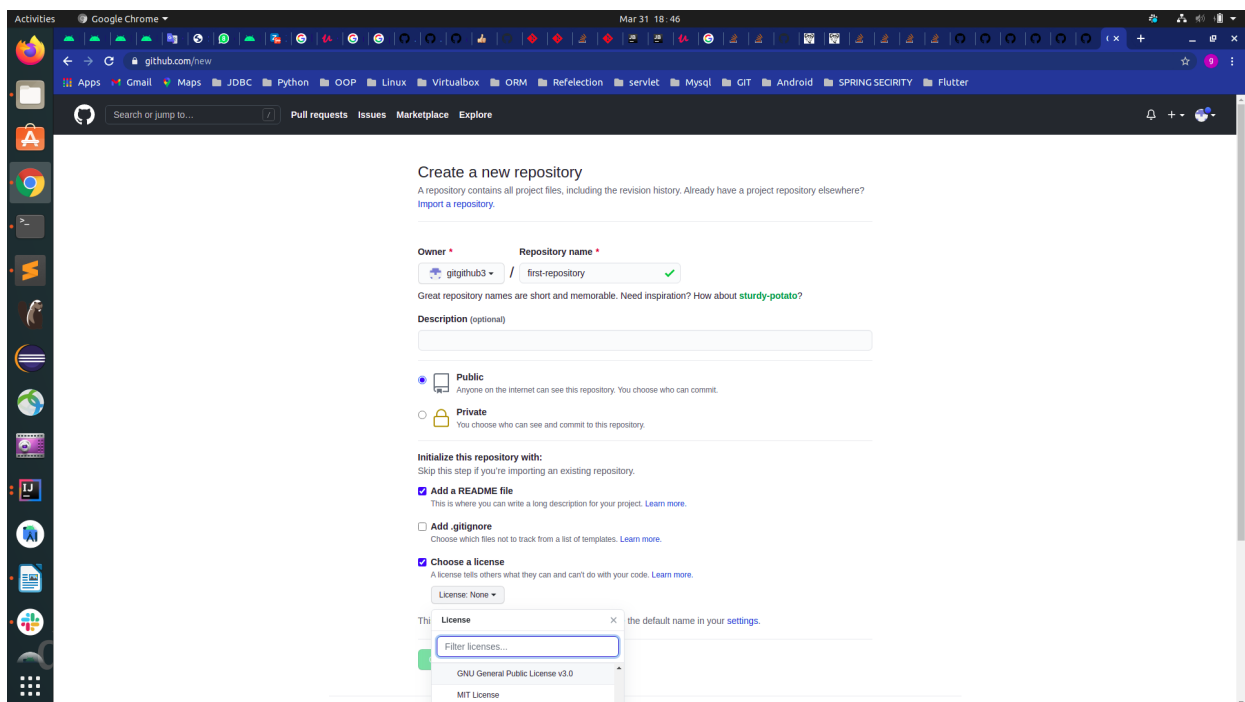 Activities Google Chrome Mar 31 18:46
github.com/new
Apps Gmail Maps JDBC Python OOP Linux Virtualbox ORM Refelection servlet Mysql GIT Android SPRING SECIRITY Flutter
Search or jump to... / Pull requests Issues Marketplace Explore
Create a new repository
A repository contains all project files, including the revision history. Already have a project repository elsewhere?
Import a repository.
Owner * Repository name *
gitgithub3 / first-repository
Great repository names are short and memorable. Need inspiration? How about sturdy-potato?
Description (optional)
Public
Anyone on the internet can see this repository. You choose who can commit.
Private
You choose who can see and commit to this repository.
Initialize this repository with:
Skip this step if you're importing an existing repository.
Add a README file
This is where you can write a long description for your project. Learn more.
Add .gitignore
Choose which files not to track from a list of templates. Learn more.
Choose a license
A license tells others what they can and can't do with your code. Learn more.
License: None
Thi License the default name in your settings.
Filter licenses...
GNU General Public License v3.0
MIT License